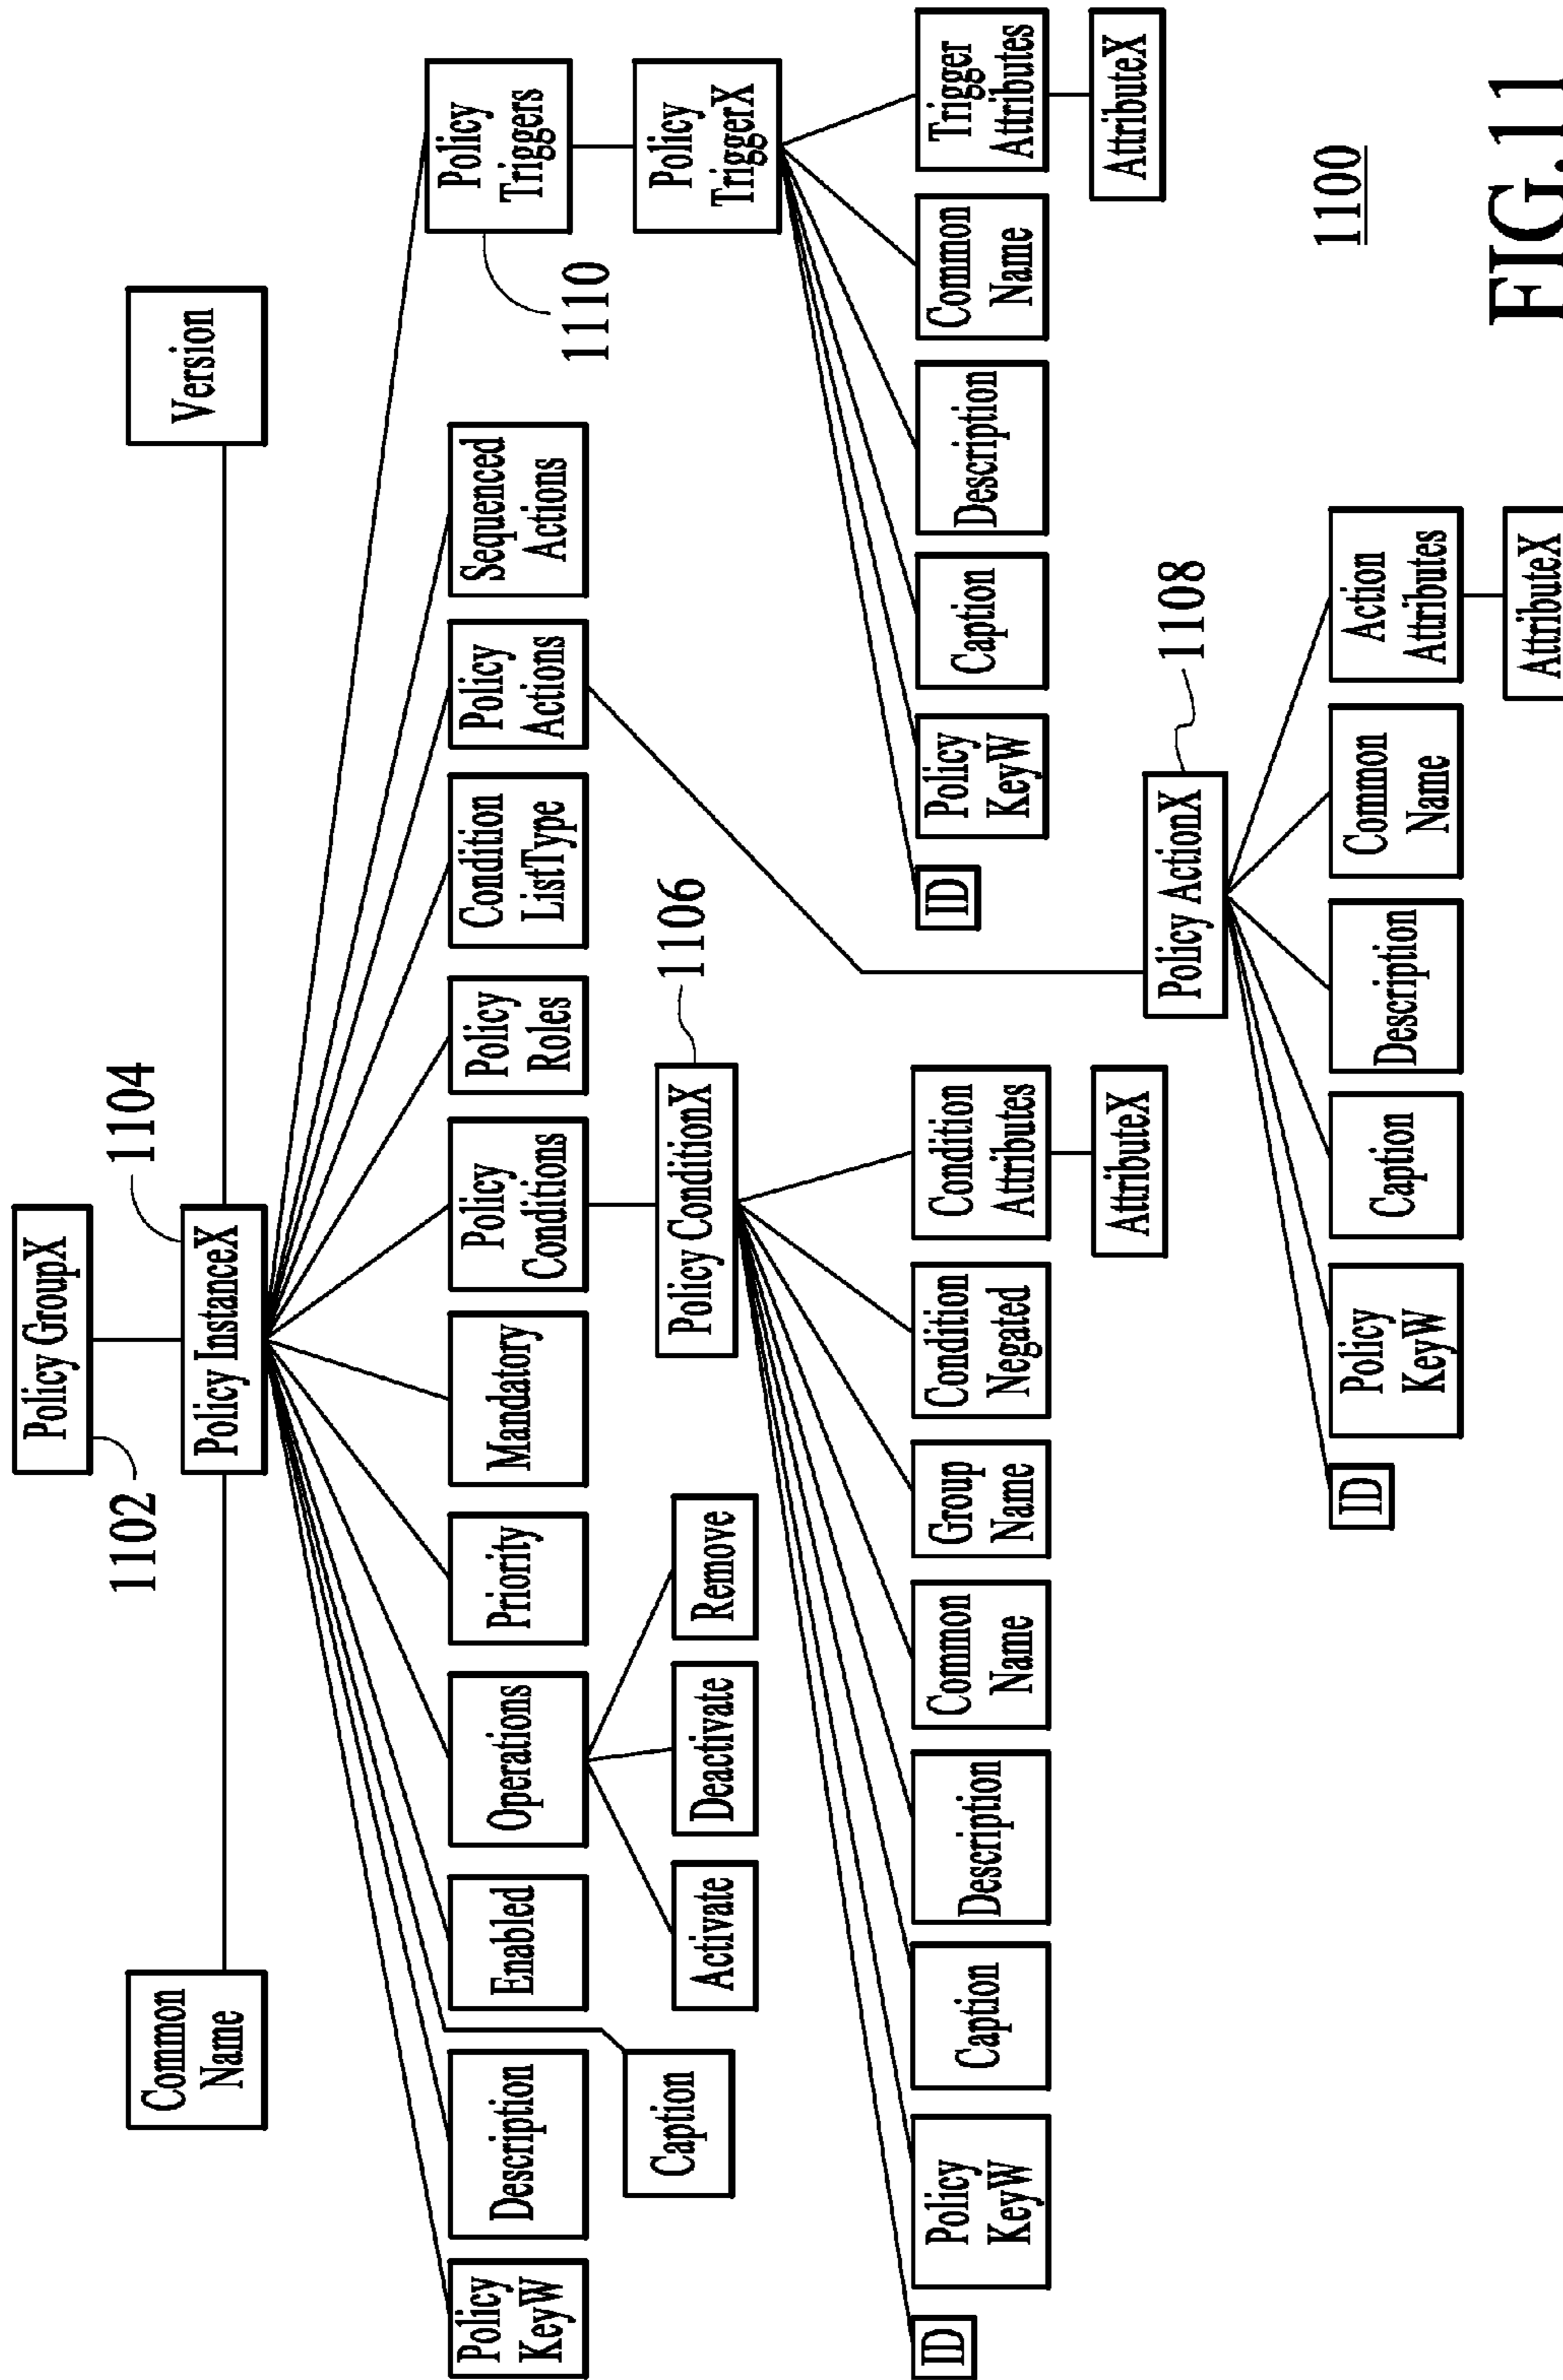 Policy GroupX
1102
1104
Policy InstanceX
Common
Name
Version
Policy
KeyW
Description
Caption
Enabled
Operations
Activate
Deactivate
Remove
Priority
Mandatory
Policy
Conditions
Policy
Roles
Condition
ListType
Policy
Actions
Sequenced
Actions
Policy
Triggers
1110
Policy
TriggerX
ID
Policy
KeyW
Caption
Description
Common
Name
Trigger
Attributes
AttributeX
1106
Policy ConditionX
ID
Policy
KeyW
Caption
Description
Common
Name
Group
Name
Condition
Negated
Condition
Attributes
AttributeX
1108
Policy ActionX
ID
Policy
KeyW
Caption
Description
Common
Name
Action
Attributes
AttributeX
1100
FIG.11